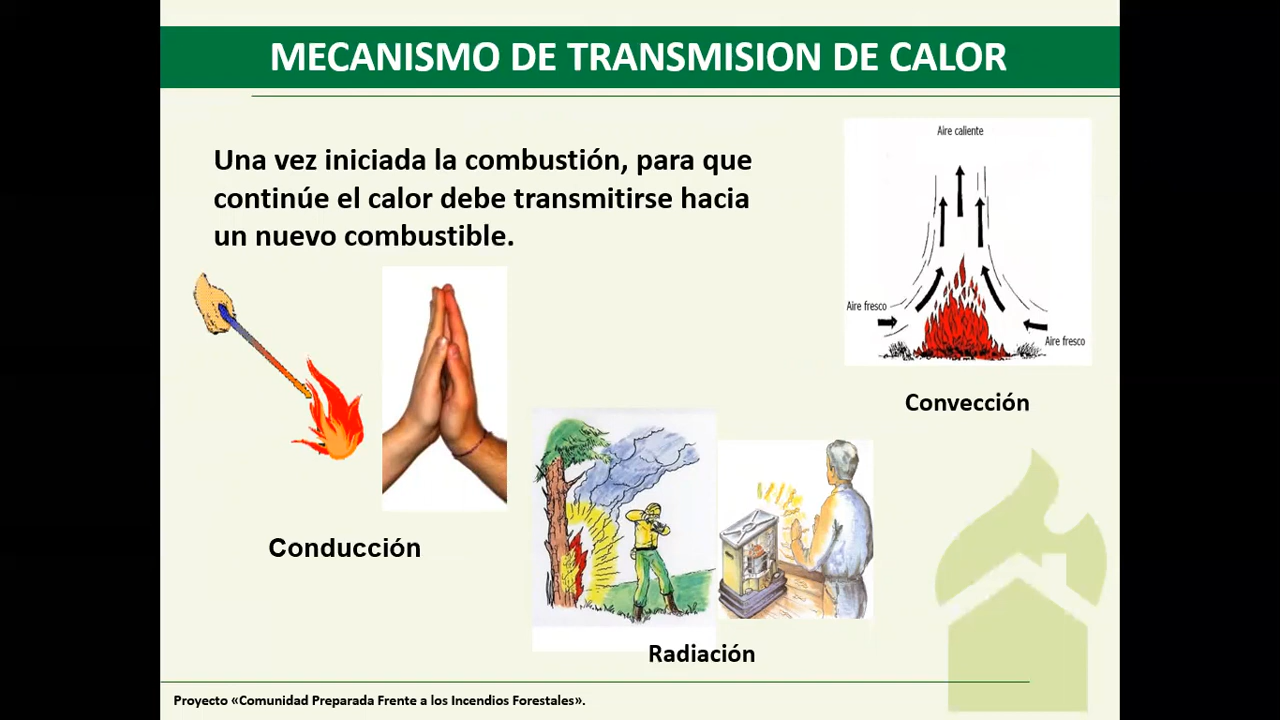 MECANISMO DE TRANSMISION DE CALOR
Una vez iniciada la combustión, para que
continúe el calor debe transmitirse hacia
un nuevo combustible.
Aire caliente
Aire fresco
Aire fresco
Convección
Conducción
Radiación
Proyecto «Comunidad Preparada Frente a los Incendios Forestales».